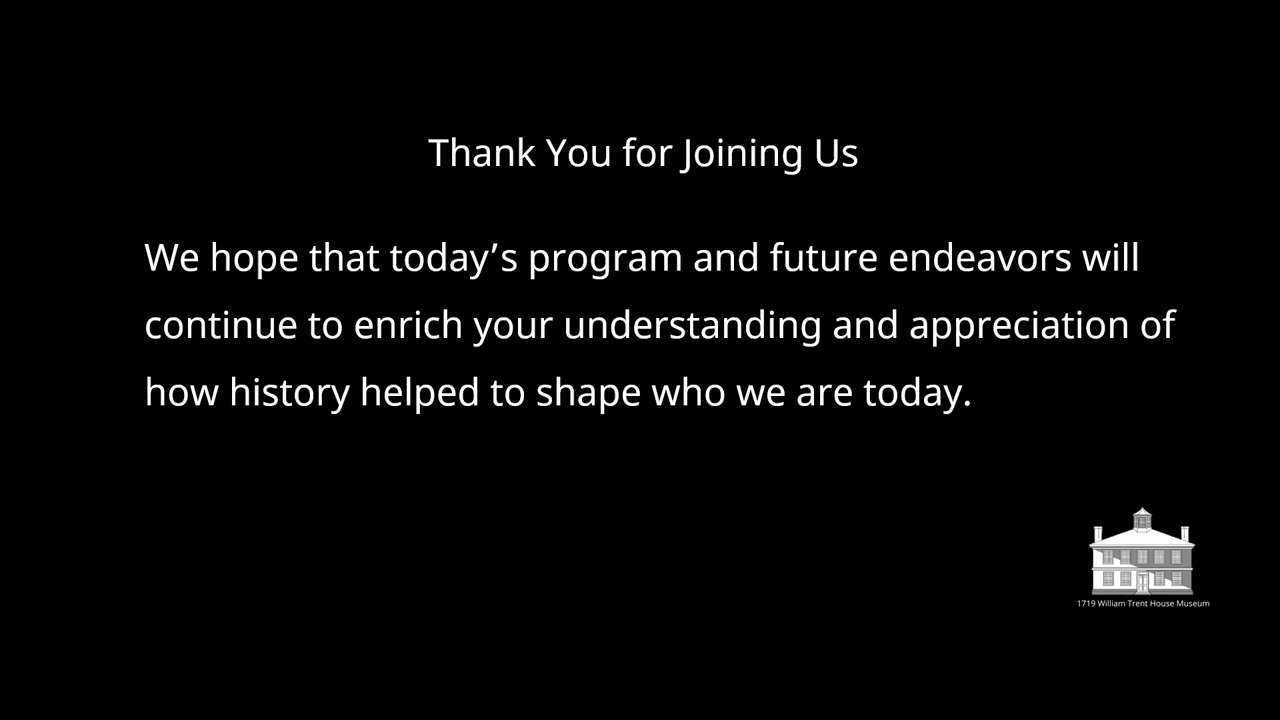 Thank You for Joining Us
We hope that today’s program and future endeavors will
continue to enrich your understanding and appreciation of
how history helped to shape who we are today.
1719 William Trent House Museum